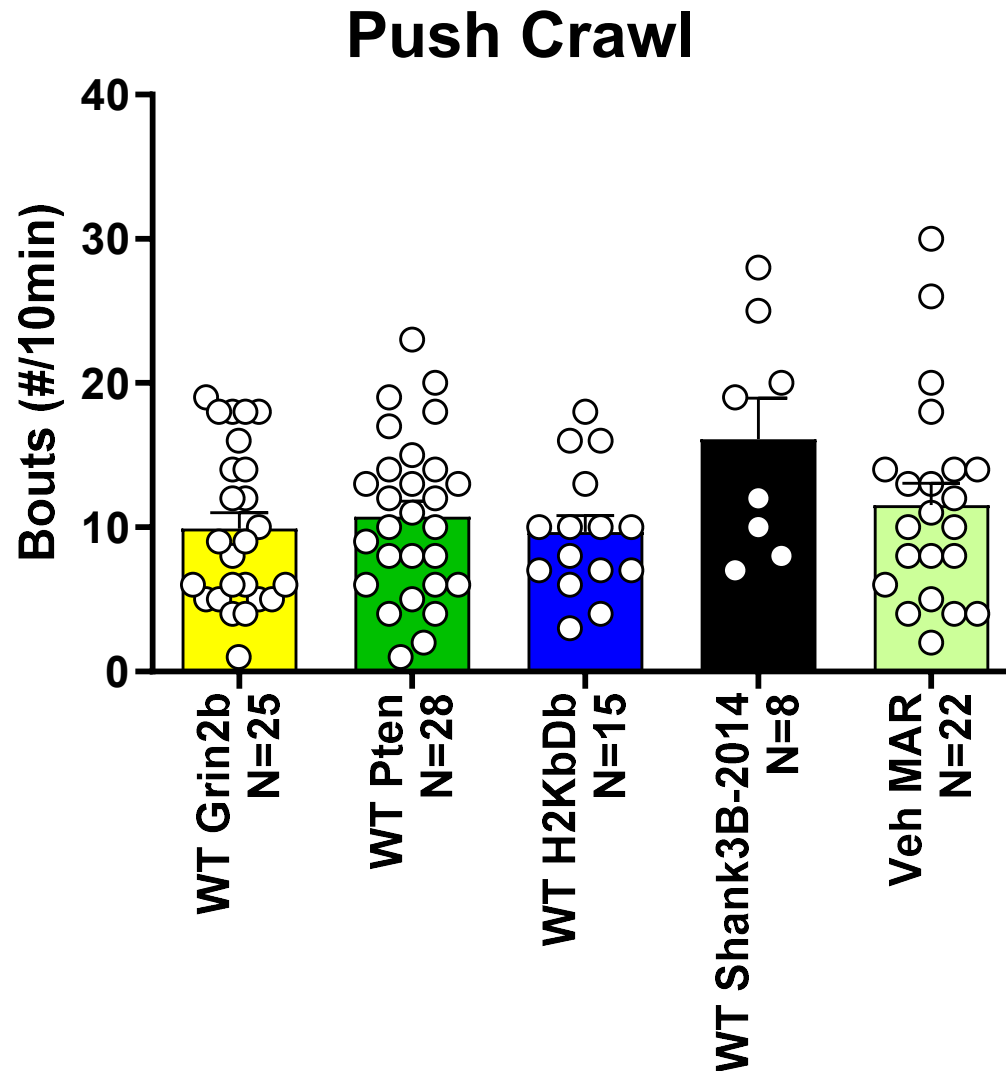 Push Crawl
Bouts (#/10min)
40
30
20
10
0
WT Grin2b
N=25
WT Pten
N=28
WT H2KbDb
N=15
WT Shank3B-2014
N=8
Veh MAR
N=22